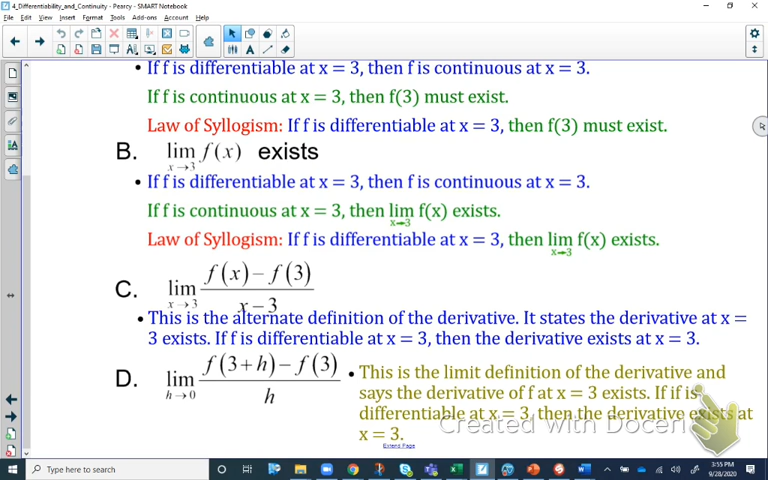 4_Differentiability_and_Continuity - Pearcy - SMART Notebook
File Edit View Insert Format Tools Add-ons Account Help
• If f is differentiable at x = 3, then f is continuous at x = 3.
If f is continuous at x = 3, then f(3) must exist.
Law of Syllogism: If f is differentiable at x = 3, then f(3) must exist.
B. lim x→3 f(x) exists
• If f is differentiable at x = 3, then f is continuous at x = 3.
If f is continuous at x = 3, then lim x→3 f(x) exists.
Law of Syllogism: If f is differentiable at x = 3, then lim x→3 f(x) exists.
C. lim x→3 f(x) – f(3) / x – 3
• This is the alternate definition of the derivative. It states the derivative at x =
3 exists. If f is differentiable at x = 3, then the derivative exists at x = 3.
D. lim h→0 f(3 + h) – f(3) / h
• This is the limit definition of the derivative and
says the derivative of f at x = 3 exists. If if is
differentiable at x = 3, then the derivative exists at
x = 3.
Created with Doceri
Extend Page
Type here to search
3:55 PM
9/28/2020